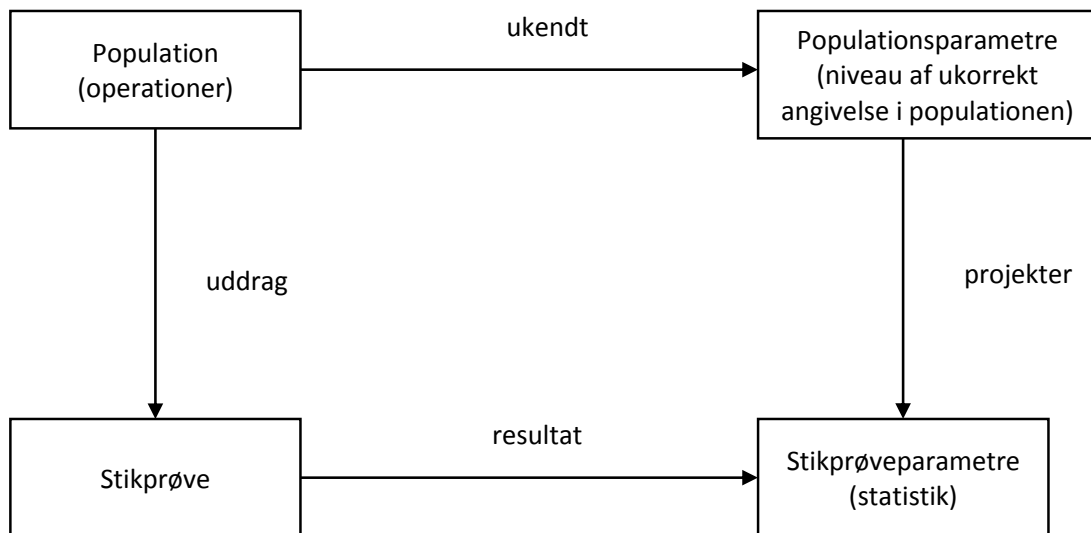 Population
(operationer)
ukendt
Populationsparametre
(niveau af ukorrekt
angivelse i populationen)
uddrag
projekter
Stikprøve
resultat
Stikprøveparametre
(statistik)